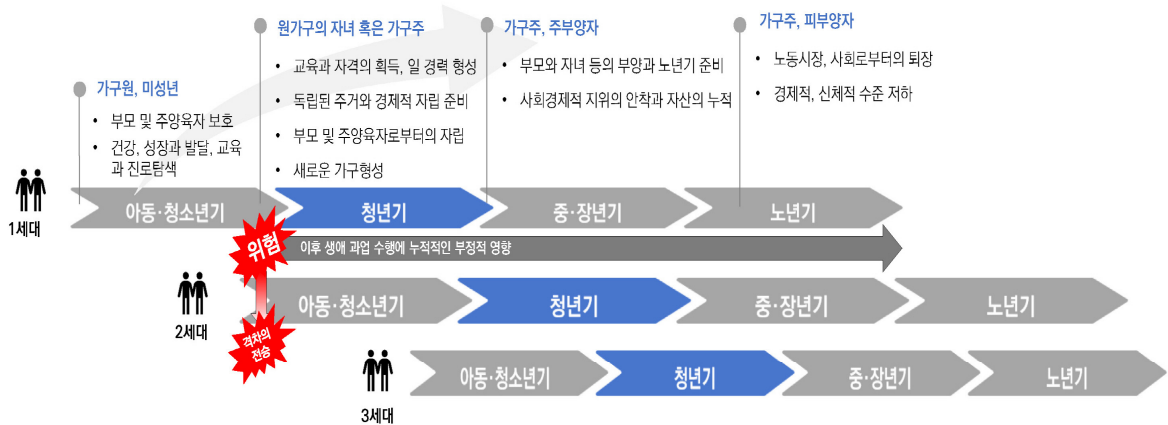 가구원, 미성년
• 부모 및 주양육자 보호
• 건강, 성장과 발달, 교육
과 진로탐색
원가구의 자녀 혹은 가구주
• 교육과 자격의 획득, 일 경력 형성
• 독립된 주거와 경제적 자립 준비
• 부모 및 주양육자로부터의 자립
• 새로운 가구형성
가구주, 주부양자
• 부모와 자녀 등의 부양과 노년기 준비
• 사회경제적 지위의 안착과 자산의 누적
가구주, 피부양자
• 노동시장, 사회로부터의 퇴장
• 경제적, 신체적 수준 저하
1세대
아동·청소년기
청년기
중·장년기
노년기
위험
이후 생애 과업 수행에 누적적인 부정적 영향
2세대
아동·청소년기
청년기
중·장년기
노년기
격차의
전승
3세대
아동·청소년기
청년기
중·장년기
노년기